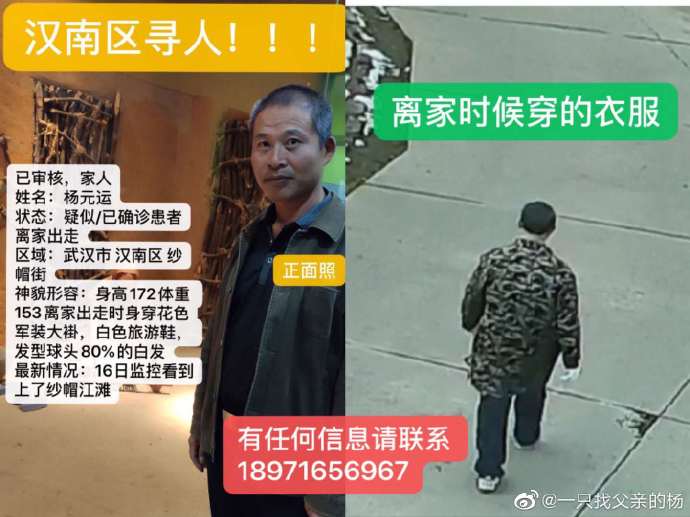 汉南区寻人！！！
已审核，家人
姓名：杨元运
状态：疑似/已确诊患者
离家出走
区域：武汉市 汉南区 纱
帽街
神貌形容：身高172体重
153离家出走时身穿花色
军装大褂，白色旅游鞋，
发型球头80%的白发
最新情况：16日监控看到
上了纱帽江滩
正面照
离家时候穿的衣服
有任何信息请联系
18971656967
@一只找父亲的杨